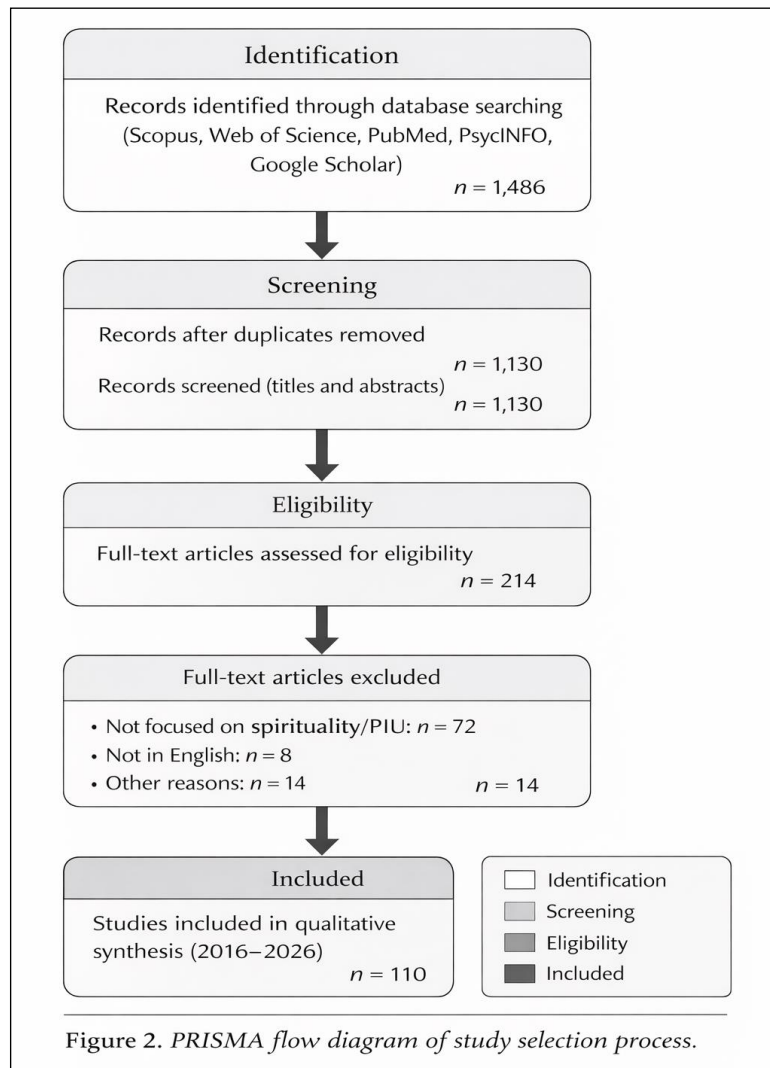 Identification
Records identified through database searching
(Scopus, Web of Science, PubMed, PsycINFO,
Google Scholar)
n = 1,486
Screening
Records after duplicates removed
n = 1,130
Records screened (titles and abstracts)
n = 1,130
Eligibility
Full-text articles assessed for eligibility
n = 214
Full-text articles excluded
• Not focused on spirituality/PIU: n = 72
• Not in English: n = 8
• Other reasons: n = 14 n = 14
Included
Studies included in qualitative
synthesis (2016–2026)
n = 110
Identification
Screening
Eligibility
Included
Figure 2. PRISMA flow diagram of study selection process.